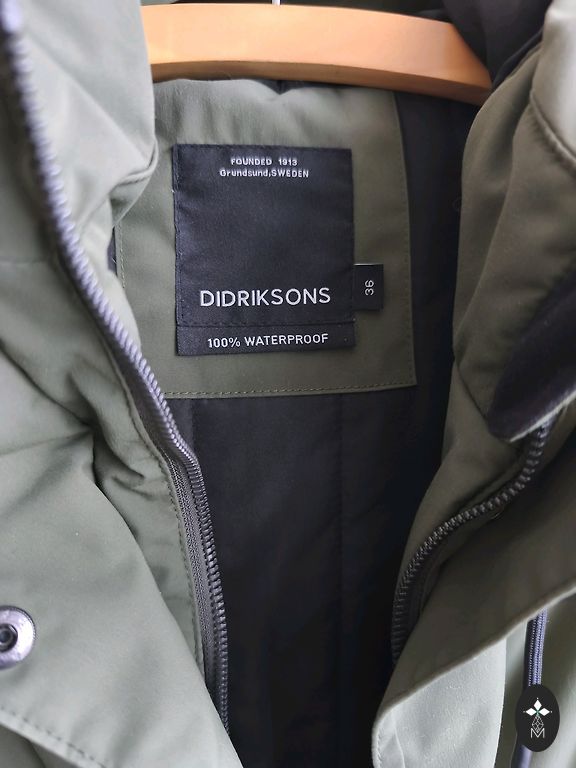 FOUNDED 1913
Grundsund,SWEDEN
DIDRIKSONS
36
100% WATERPROOF